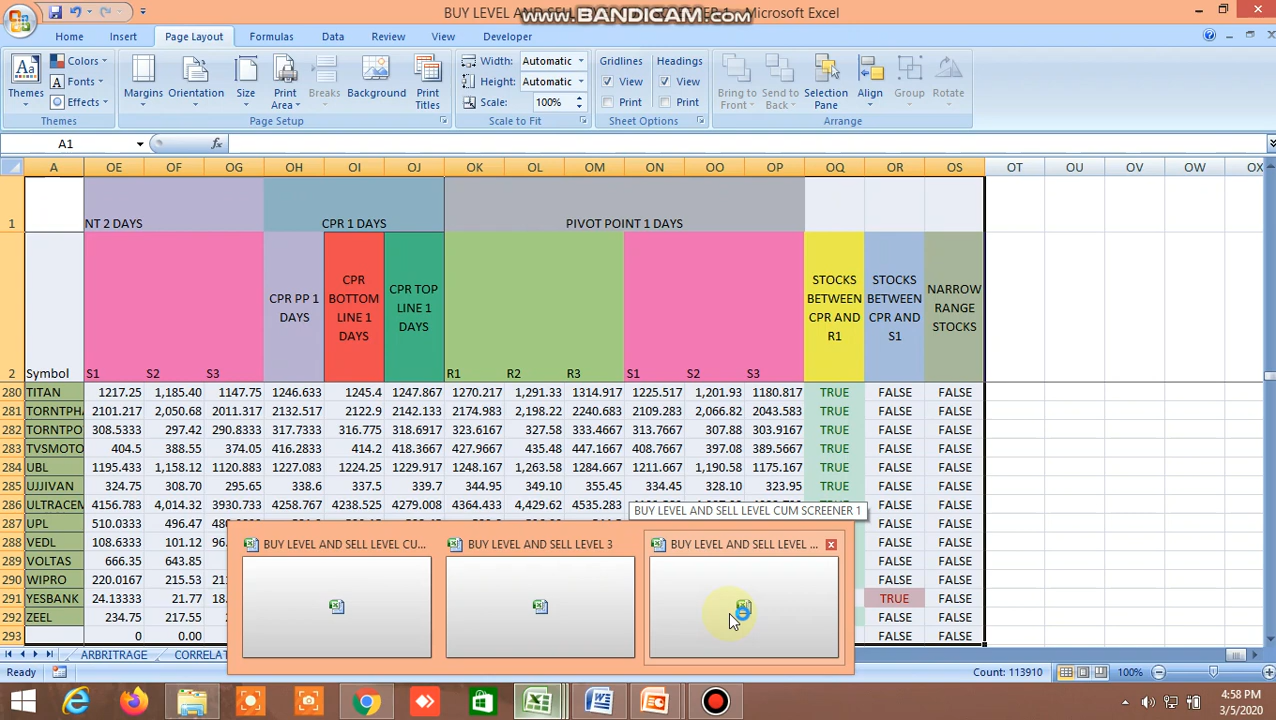 BUY LEVEL AND SELL
- Microsoft Excel
www.BANDICAM.com
Home Insert Page Layout Formulas Data Review View Developer
Themes
Colors
Fonts
Effects
Themes
Margins Orientation Size Print Area Breaks Background Print Titles
Page Setup
Width: Automatic
Height: Automatic
Scale: 100%
Scale to Fit
Gridlines
View
Print
Headings
View
Print
Sheet Options
Bring to Front Send to Back Selection Pane Align Group Rotate
Arrange
A1 fx
A OE OF OG OH OI OJ OK OL OM ON OO OP OQ OR OS OT OU OV OW OX
1 NT 2 DAYS CPR 1 DAYS PIVOT POINT 1 DAYS
CPR PP 1 DAYS
CPR BOTTOM LINE 1 DAYS
CPR TOP LINE 1 DAYS
STOCKS BETWEEN CPR AND R1
STOCKS BETWEEN CPR AND S1
NARROW RANGE STOCKS
2 Symbol S1 S2 S3 R1 R2 R3 S1 S2 S3
280 TITAN 1217.25 1,185.40 1147.75 1246.633 1245.4 1247.867 1270.217 1,291.33 1314.917 1225.517 1,201.93 1180.817 TRUE FALSE FALSE
281 TORNTPH 2101.217 2,050.68 2011.317 2132.517 2122.9 2142.133 2174.983 2,198.22 2240.683 2109.283 2,066.82 2043.583 TRUE FALSE FALSE
282 TORNTPO 308.5333 297.42 290.8333 317.7333 316.775 318.6917 323.6167 327.58 333.4667 313.7667 307.88 303.9167 TRUE FALSE FALSE
283 TVSMOTO 404.5 388.55 374.05 416.2833 414.2 418.3667 427.9667 435.48 447.1667 408.7667 397.08 389.5667 TRUE FALSE FALSE
284 UBL 1195.433 1,158.12 1120.883 1227.083 1224.25 1229.917 1248.167 1,263.58 1284.667 1211.667 1,190.58 1175.167 TRUE FALSE FALSE
285 UJJIVAN 324.75 308.70 295.65 338.6 337.5 339.7 344.95 349.10 355.45 334.45 328.10 323.95 TRUE FALSE FALSE
286 ULTRACEM 4156.783 4,014.32 3930.733 4258.767 4238.525 4279.008 4364.433 4,429.62 4535.283 FALSE FALSE
BUY LEVEL AND SELL LEVEL CUM SCREENER 1
287 UPL 510.0333 496.47 FALSE FALSE
288 VEDL 108.6333 101.12 FALSE FALSE
289 VOLTAS 666.35 643.85 FALSE FALSE
290 WIPRO 220.0167 215.53 FALSE FALSE
291 YESBANK 24.13333 21.77 TRUE FALSE
292 ZEEL 234.75 217.55 FALSE FALSE
293 0 0.00 FALSE FALSE
BUY LEVEL AND SELL LEVEL CU...
BUY LEVEL AND SELL LEVEL 3
BUY LEVEL AND SELL LEVEL ...
ARBITRAGE CORRELA
Ready Count: 113910 100%
4:58 PM
3/5/2020